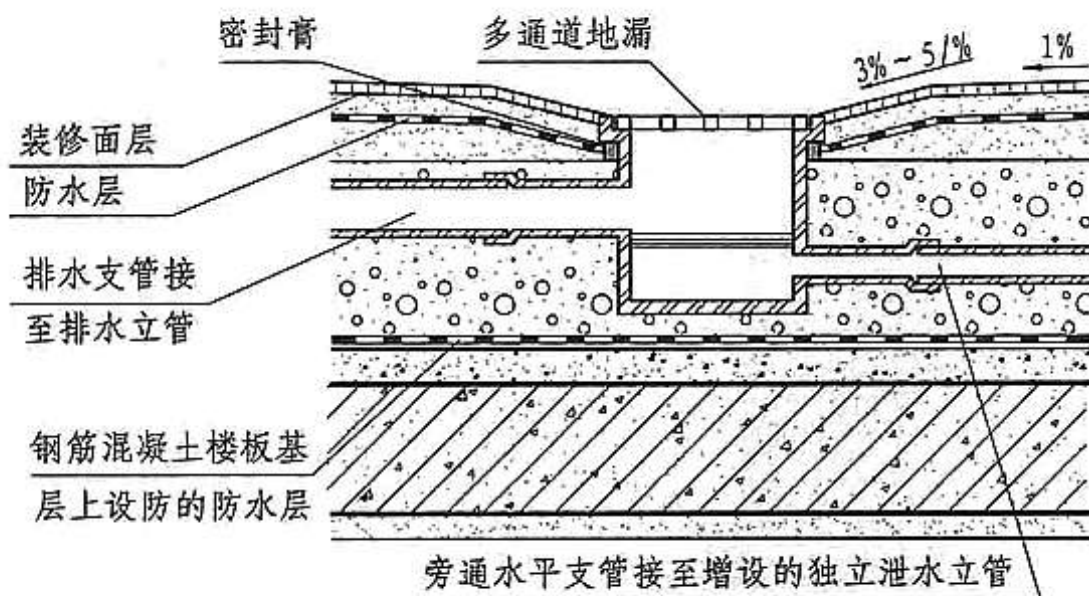 密封膏
多通道地漏
3%~5/%
1%
装修面层
防水层
排水支管接
至排水立管
钢筋混凝土楼板基
层上设防的防水层
旁通水平支管接至增设的独立泄水立管